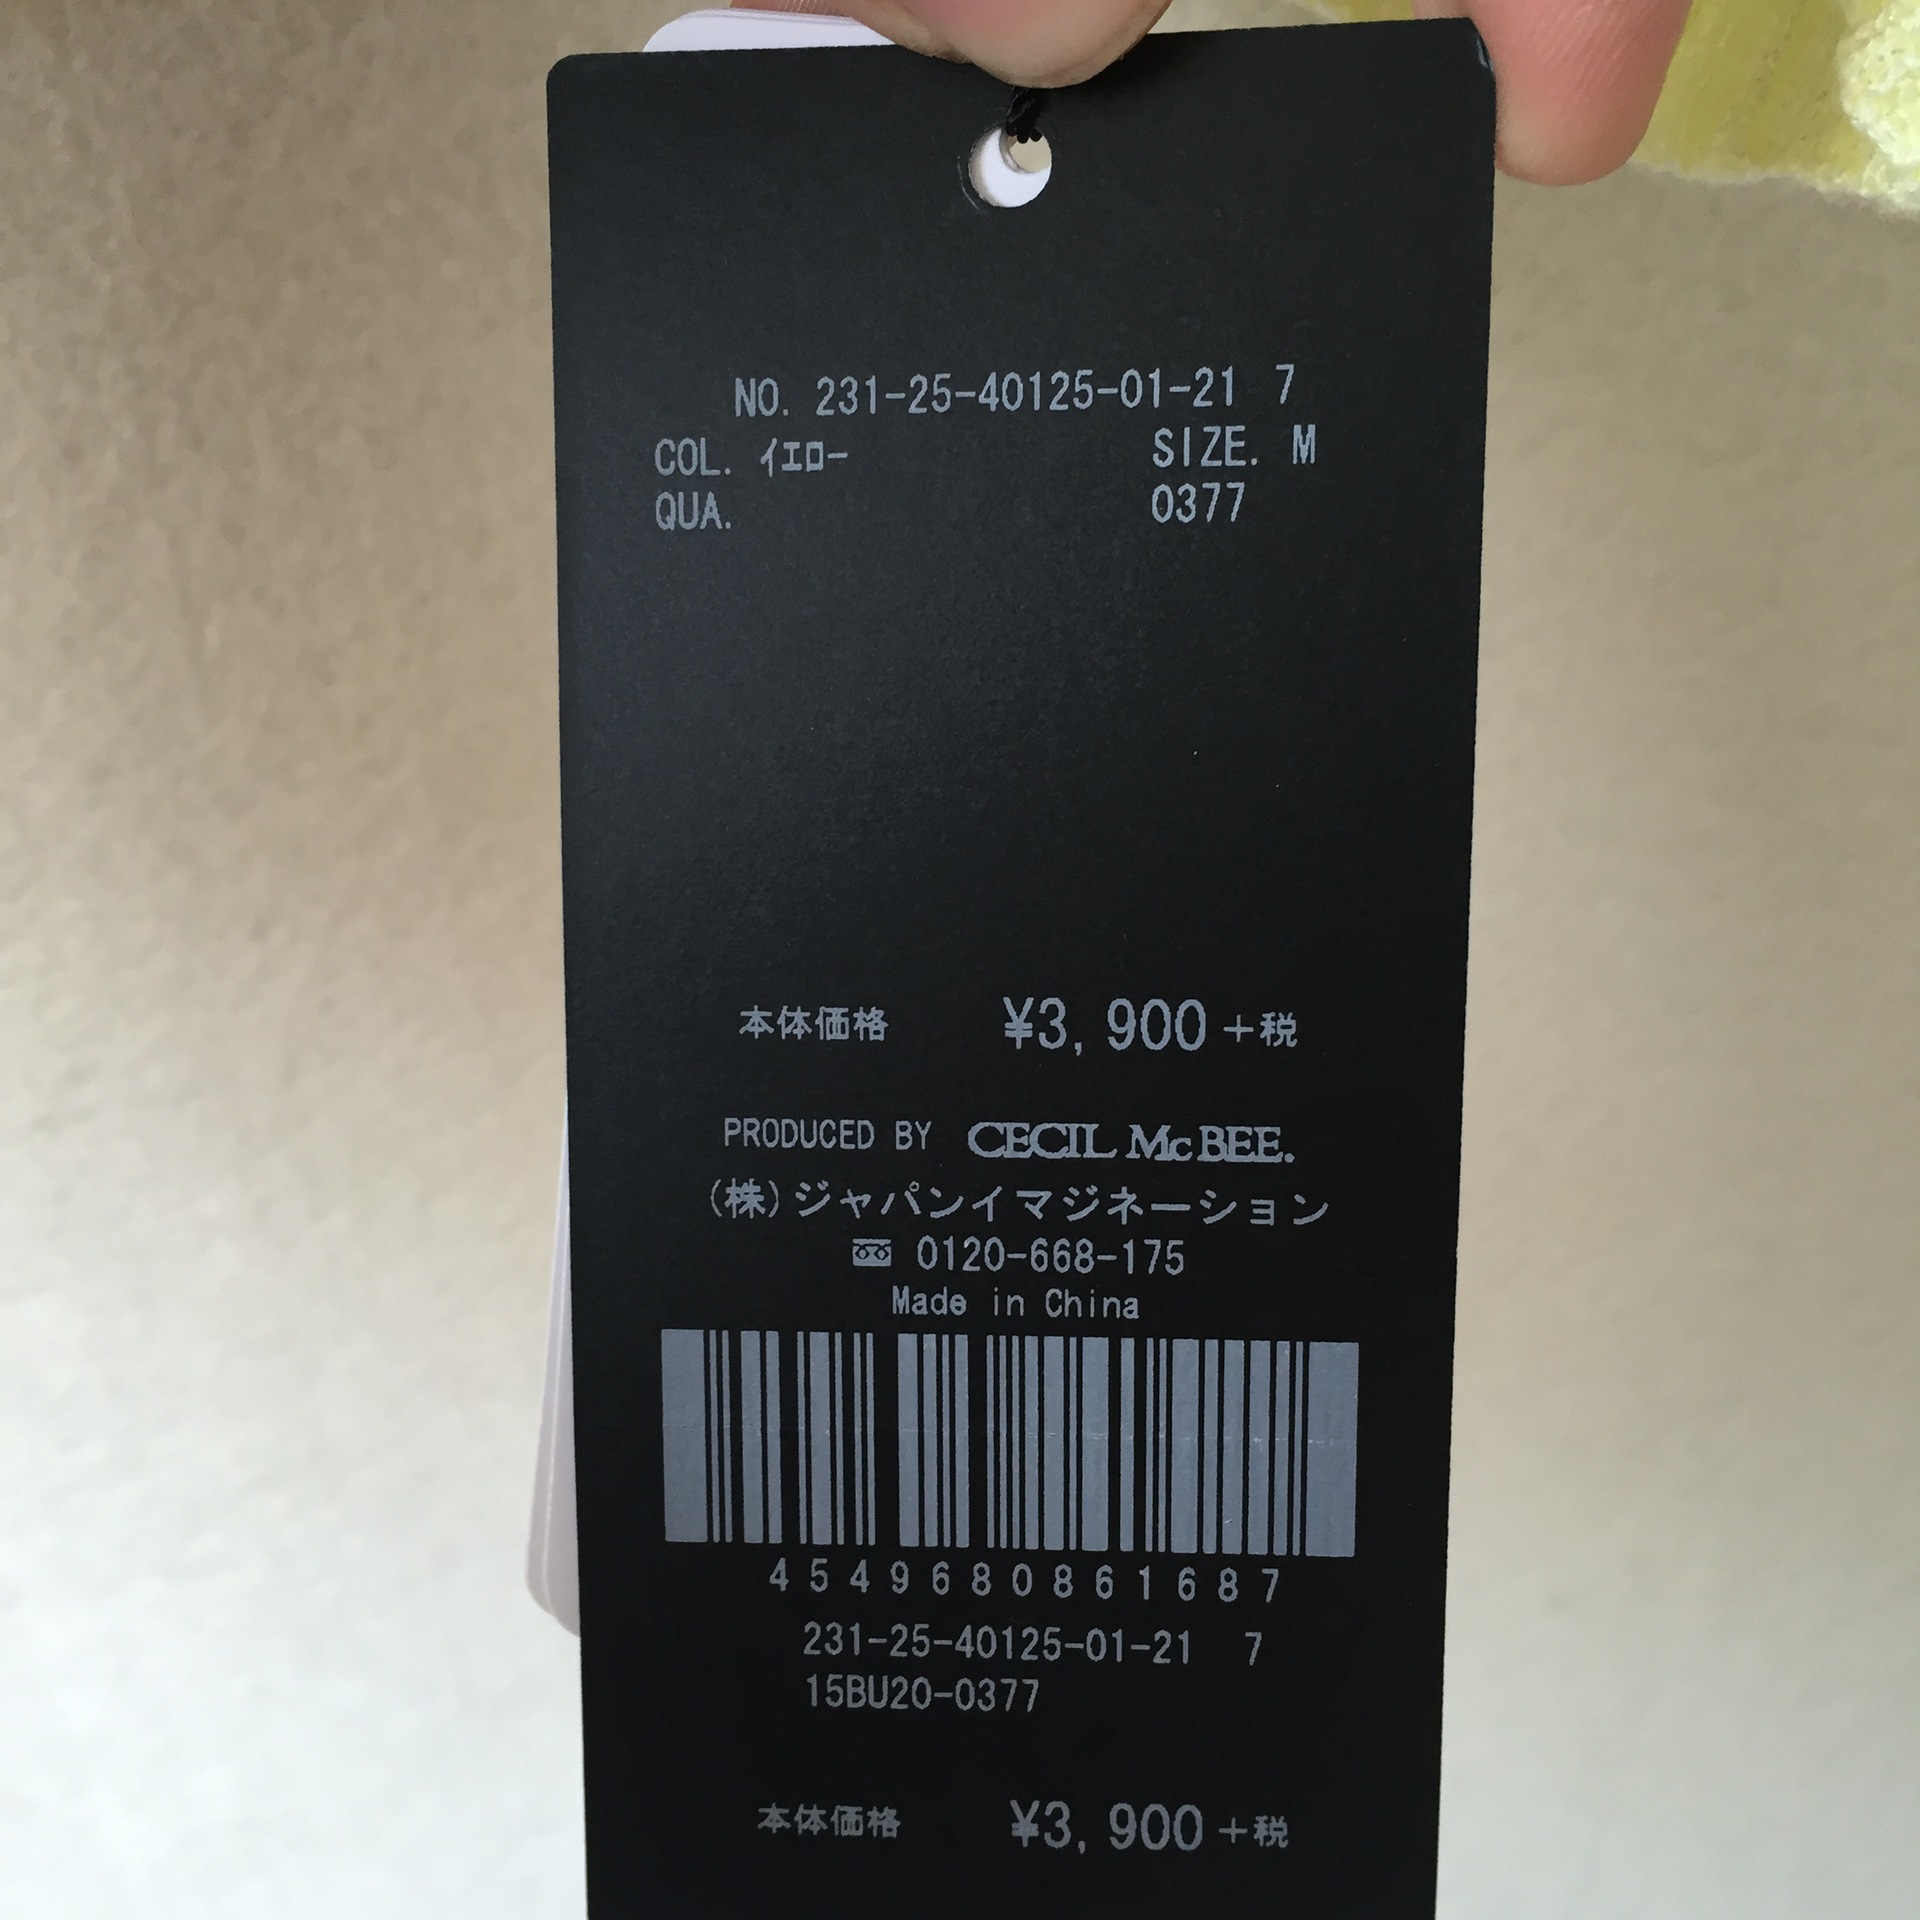 NO. 231-25-40125-01-21 7
COL. イエロー SIZE. M
QUA. 0377
本体価格 ¥3,900+税
PRODUCED BY CECIL McBEE.
(株)ジャパンイマジネーション
0120-668-175
Made in China
4549680861687
231-25-40125-01-21 7
15BU20-0377
本体価格 ¥3,900+税